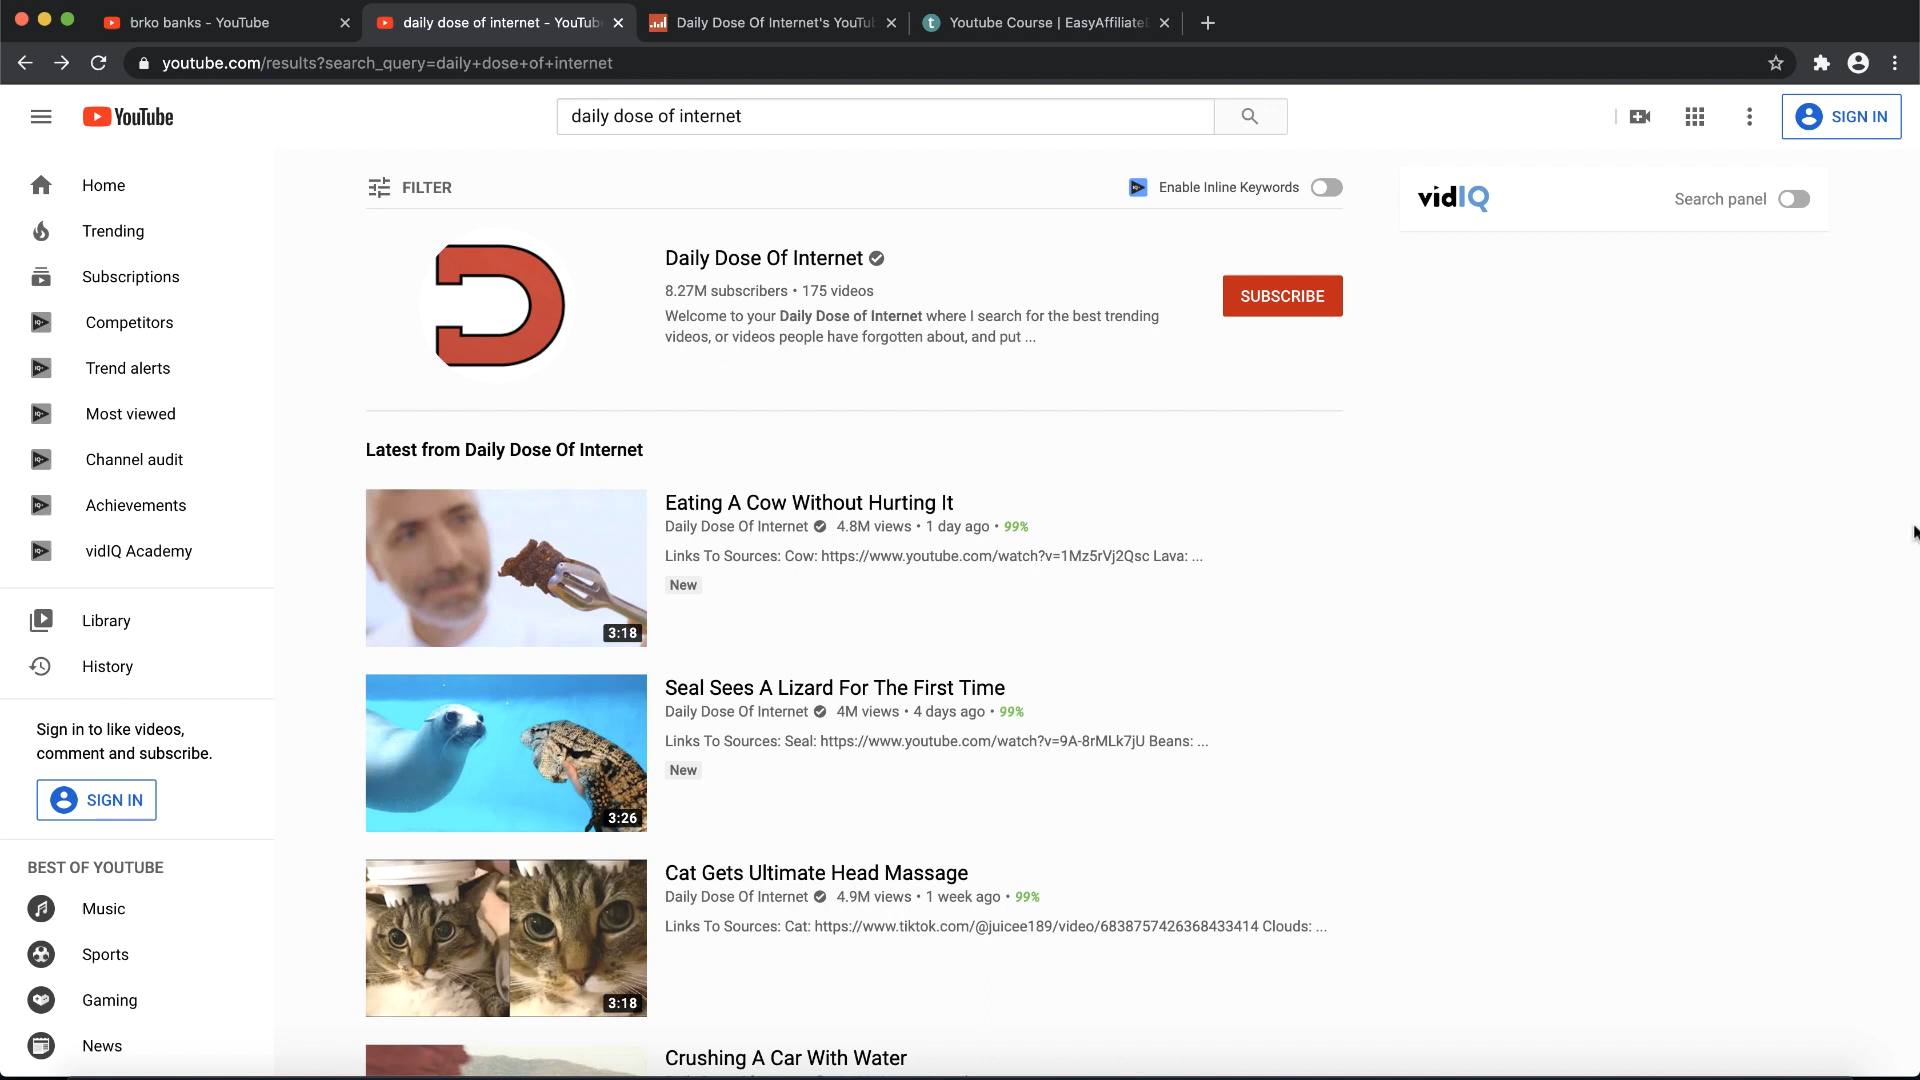 brko banks - YouTube
daily dose of internet - YouTub
Daily Dose Of Internet's YouTu
Youtube Course | EasyAffiliate
youtube.com/results?search_query=daily+dose+of+internet
YouTube
daily dose of internet
SIGN IN
Home
Trending
Subscriptions
Competitors
Trend alerts
Most viewed
Channel audit
Achievements
vidIQ Academy
Library
History
Sign in to like videos,
comment and subscribe.
SIGN IN
BEST OF YOUTUBE
Music
Sports
Gaming
News
FILTER
Enable Inline Keywords
vidIQ
Search panel
Daily Dose Of Internet
8.27M subscribers • 175 videos
Welcome to your Daily Dose of Internet where I search for the best trending
videos, or videos people have forgotten about, and put ...
SUBSCRIBE
Latest from Daily Dose Of Internet
3:18
Eating A Cow Without Hurting It
Daily Dose Of Internet 4.8M views • 1 day ago • 99%
Links To Sources: Cow: https://www.youtube.com/watch?v=1Mz5rVj2Qsc Lava: ...
New
3:26
Seal Sees A Lizard For The First Time
Daily Dose Of Internet 4M views • 4 days ago • 99%
Links To Sources: Seal: https://www.youtube.com/watch?v=9A-8rMLk7jU Beans: ...
New
3:18
Cat Gets Ultimate Head Massage
Daily Dose Of Internet 4.9M views • 1 week ago • 99%
Links To Sources: Cat: https://www.tiktok.com/@juicee189/video/6838757426368433414 Clouds: ...
Crushing A Car With Water